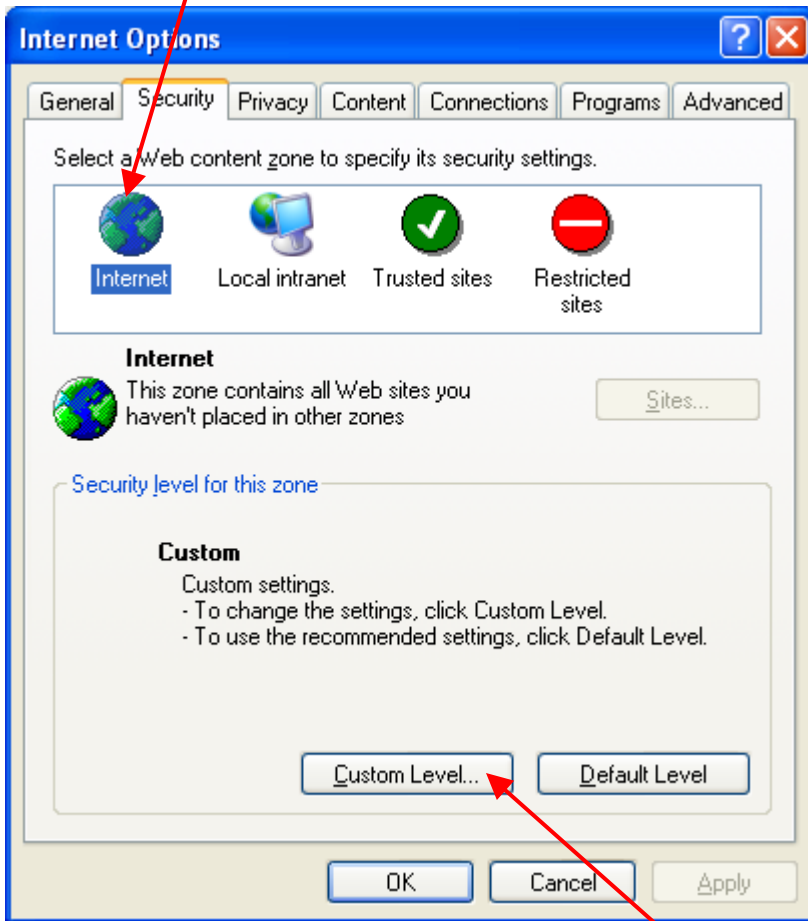 Internet Options
General Security Privacy Content Connections Programs Advanced
Select a Web content zone to specify its security settings.
Internet Local intranet Trusted sites Restricted
sites
Internet
This zone contains all Web sites you
haven't placed in other zones
Sites...
Security level for this zone
Custom
Custom settings.
- To change the settings, click Custom Level.
- To use the recommended settings, click Default Level.
Custom Level... Default Level
OK Cancel Apply